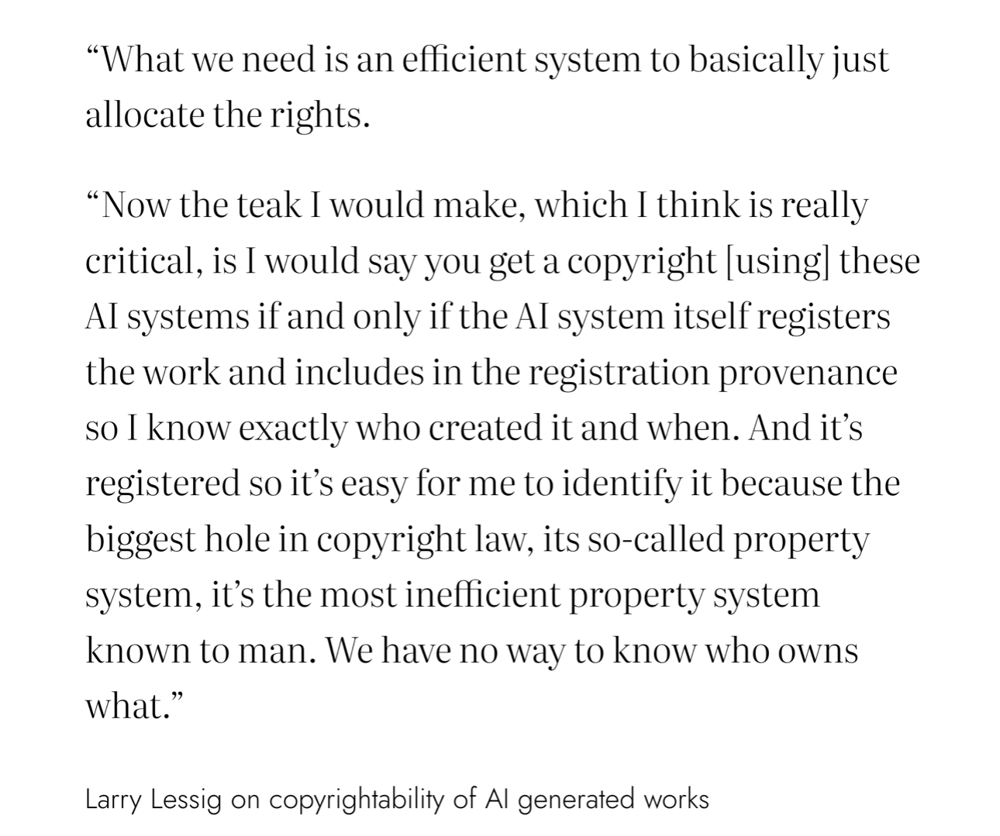 “What we need is an efficient system to basically just
allocate the rights.
“Now the teak I would make, which I think is really
critical, is I would say you get a copyright [using] these
AI systems if and only if the AI system itself registers
the work and includes in the registration provenance
so I know exactly who created it and when. And it’s
registered so it’s easy for me to identify it because the
biggest hole in copyright law, its so-called property
system, it’s the most inefficient property system
known to man. We have no way to know who owns
what.”
Larry Lessig on copyrightability of AI generated works